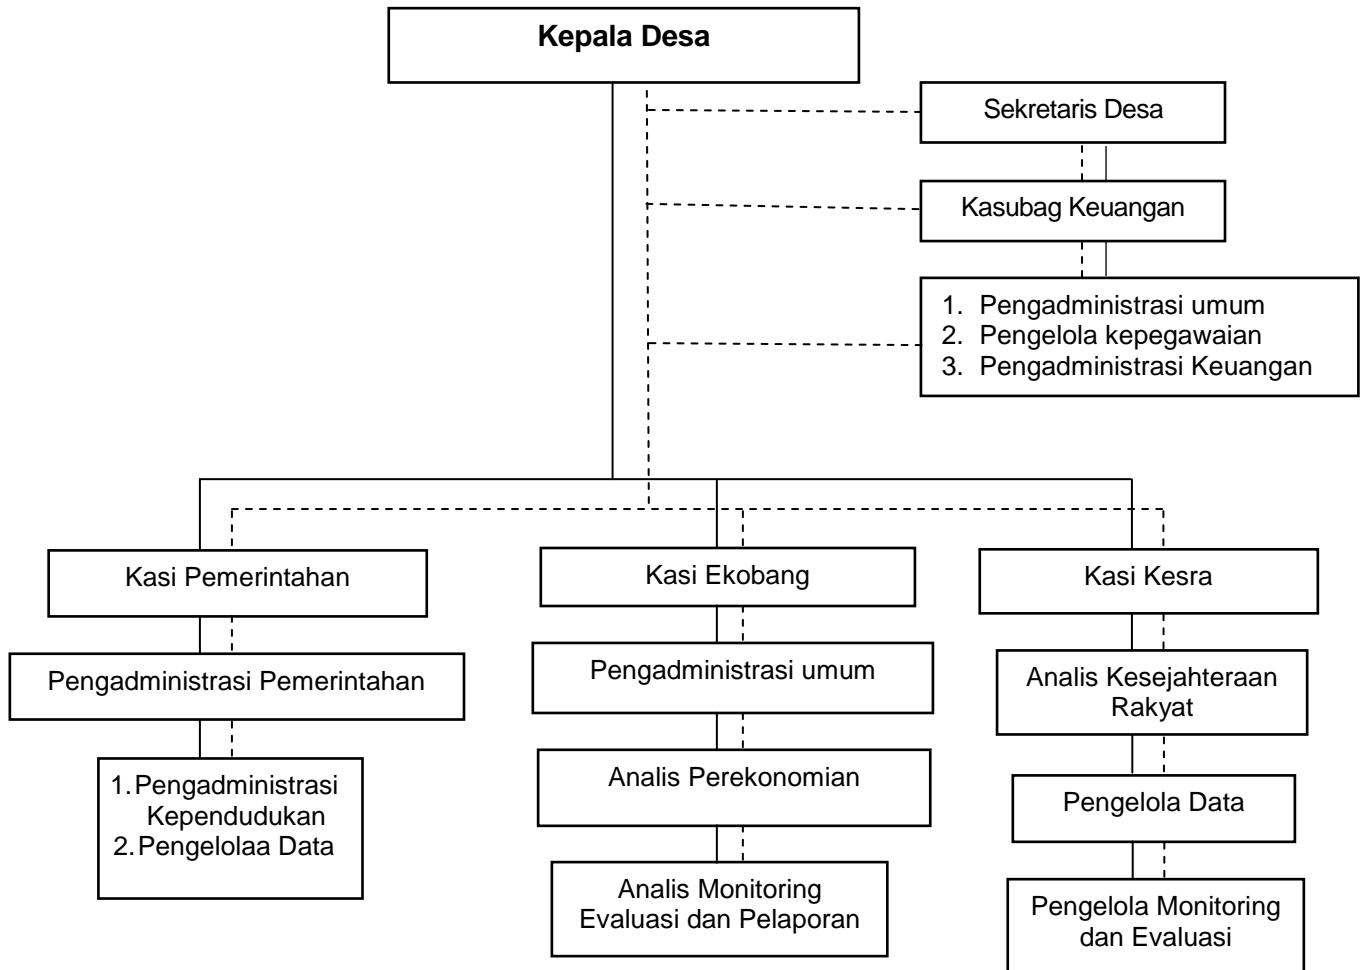 Kepala Desa
Sekretaris Desa
Kasubag Keuangan
1. Pengadministrasi umum
2. Pengelola kepegawaian
3. Pengadministrasi Keuangan
Kasi Pemerintahan
Pengadministrasi Pemerintahan
1. Pengadministrasi
Kependudukan
2. Pengelolaa Data
Kasi Ekobang
Pengadministrasi umum
Analis Perekonomian
Analis Monitoring
Evaluasi dan Pelaporan
Kasi Kesra
Analis Kesejahteraan
Rakyat
Pengelola Data
Pengelola Monitoring
dan Evaluasi